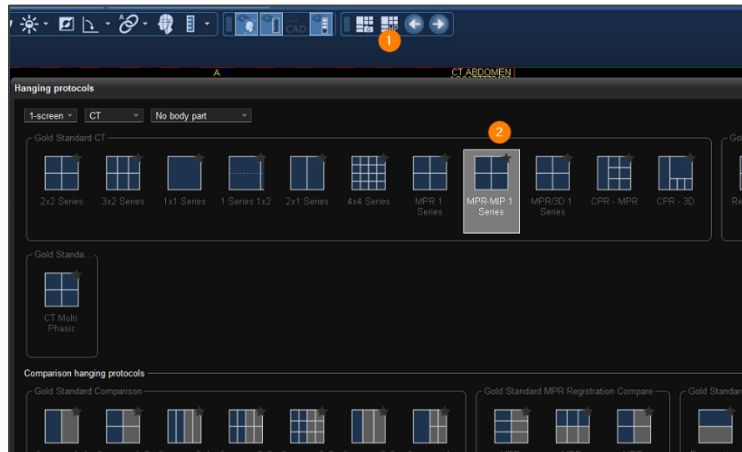 CAD
HP
1
A
CT ABDOMEN
Hanging protocols
1-screen
CT
No body part
2
Gold Standard CT
2x2 Series
3x2 Series
1x1 Series
1 Series 1x2
2x1 Series
4x4 Series
MPR 1
Series
MPR-MIP 1
Series
MPR/3D 1
Series
CPR - MPR
CPR - 3D
Gold Standa...
CT Multi
Phasic
Comparison hanging protocols
Gold Standard Comparison
Gold Standard MPR Registration Compare
Gold Standar